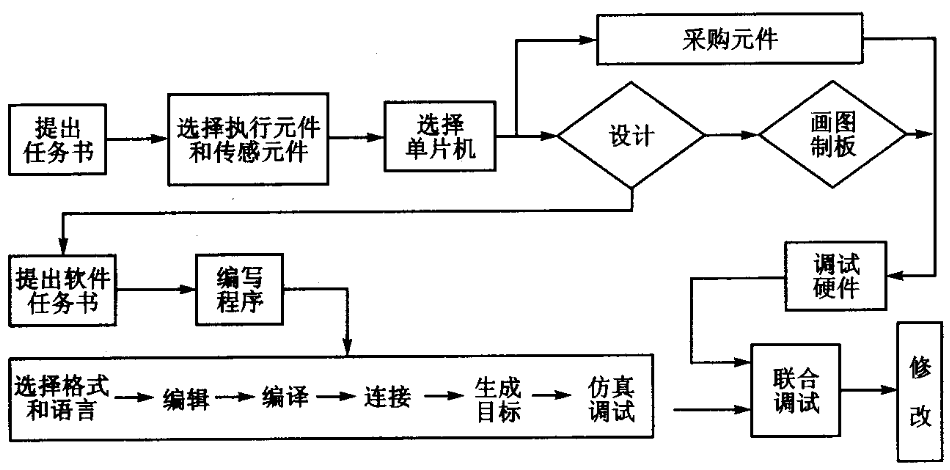 采购元件
提出
任务书
选择执行元件
和传感元件
选择
单片机
设计
画图
制板
提出软件
任务书
编写
程序
调试
硬件
选择格式
和语言
编辑
编译
连接
生成
目标
仿真
调试
联合
调试
修
改